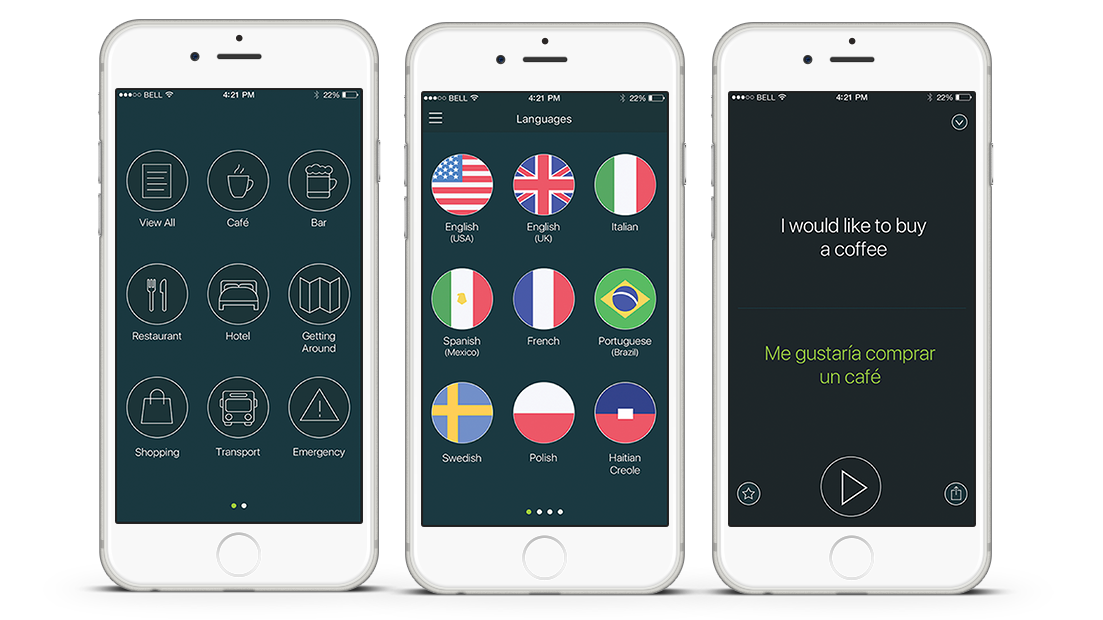 BELL 4:21 PM 22%
View All Café Bar
Restaurant Hotel Getting
Around
Shopping Transport Emergency
BELL 4:21 PM 22%
Languages
English English Italian
(USA) (UK)
Spanish French Portuguese
(Mexico) (Brazil)
Swedish Polish Haitian
Creole
BELL 4:21 PM 22%
I would like to buy
a coffee
Me gustaría comprar
un café